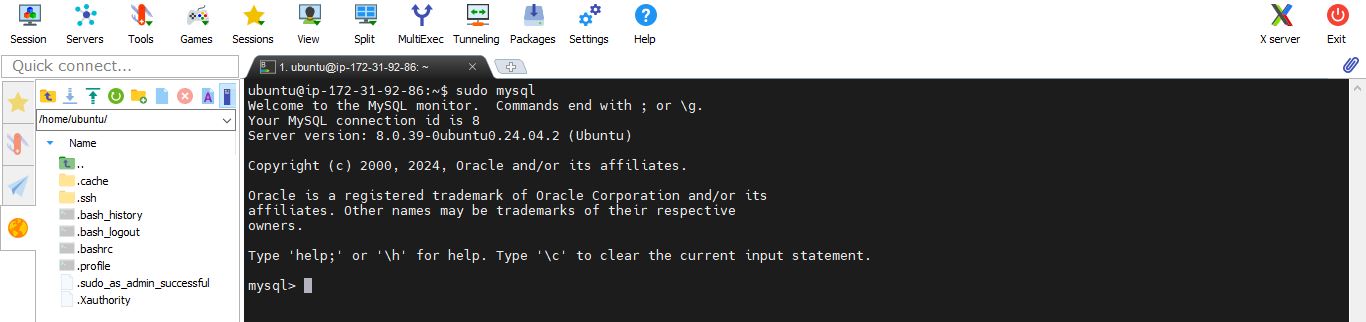 Session Servers Tools Games Sessions View Split MultiExec Tunneling Packages Settings Help X server Exit
Quick connect...
1. ubuntu@ip-172-31-92-86: ~
/home/ubuntu/
Name
..
.cache
.ssh
.bash_history
.bash_logout
.bashrc
.profile
.sudo_as_admin_successful
.Xauthority
ubuntu@ip-172-31-92-86:~$ sudo mysql
Welcome to the MySQL monitor.  Commands end with ; or \g.
Your MySQL connection id is 8
Server version: 8.0.39-0ubuntu0.24.04.2 (Ubuntu)
Copyright (c) 2000, 2024, Oracle and/or its affiliates.
Oracle is a registered trademark of Oracle Corporation and/or its
affiliates. Other names may be trademarks of their respective
owners.
Type 'help;' or '\h' for help. Type '\c' to clear the current input statement.
mysql>